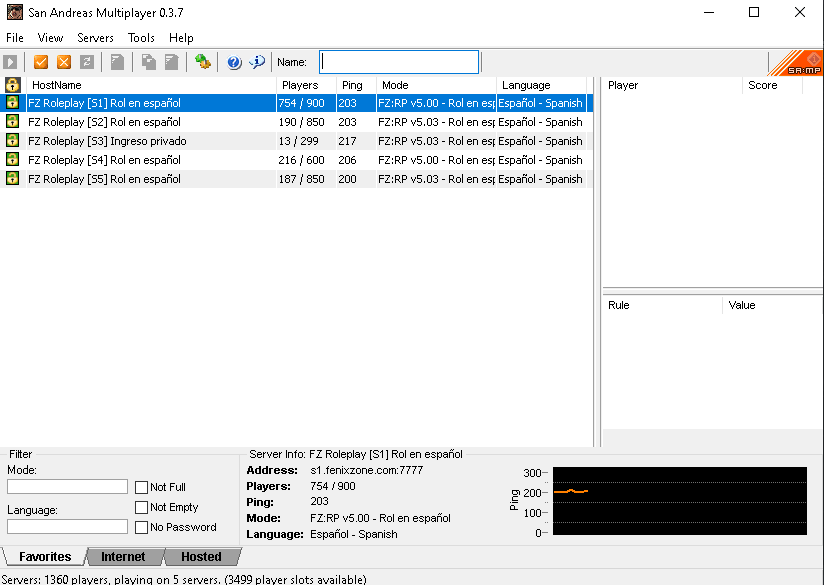 San Andreas Multiplayer 0.3.7
File View Servers Tools Help
Name:
SA:MP
HostName Players Ping Mode Language
FZ Roleplay [S1] Rol en español 754 / 900 203 FZ:RP v5.00 - Rol en esp Español - Spanish
FZ Roleplay [S2] Rol en español 190 / 850 203 FZ:RP v5.03 - Rol en esp Español - Spanish
FZ Roleplay [S3] Ingreso privado 13 / 299 217 FZ:RP v5.03 - Rol en esp Español - Spanish
FZ Roleplay [S4] Rol en español 216 / 600 206 FZ:RP v5.03 - Rol en esp Español - Spanish
FZ Roleplay [S5] Rol en español 187 / 850 200 FZ:RP v5.03 - Rol en esp Español - Spanish
Player Score
Rule Value
Filter
Mode:
Language:
Not Full
Not Empty
No Password
Server Info: FZ Roleplay [S1] Rol en español
Address: s1.fenixzone.com:7777
Players: 754 / 900
Ping: 203
Mode: FZ:RP v5.00 - Rol en español
Language: Español - Spanish
Ping
300
200
100
0
Favorites Internet Hosted
Servers: 1360 players, playing on 5 servers. (3499 player slots available)